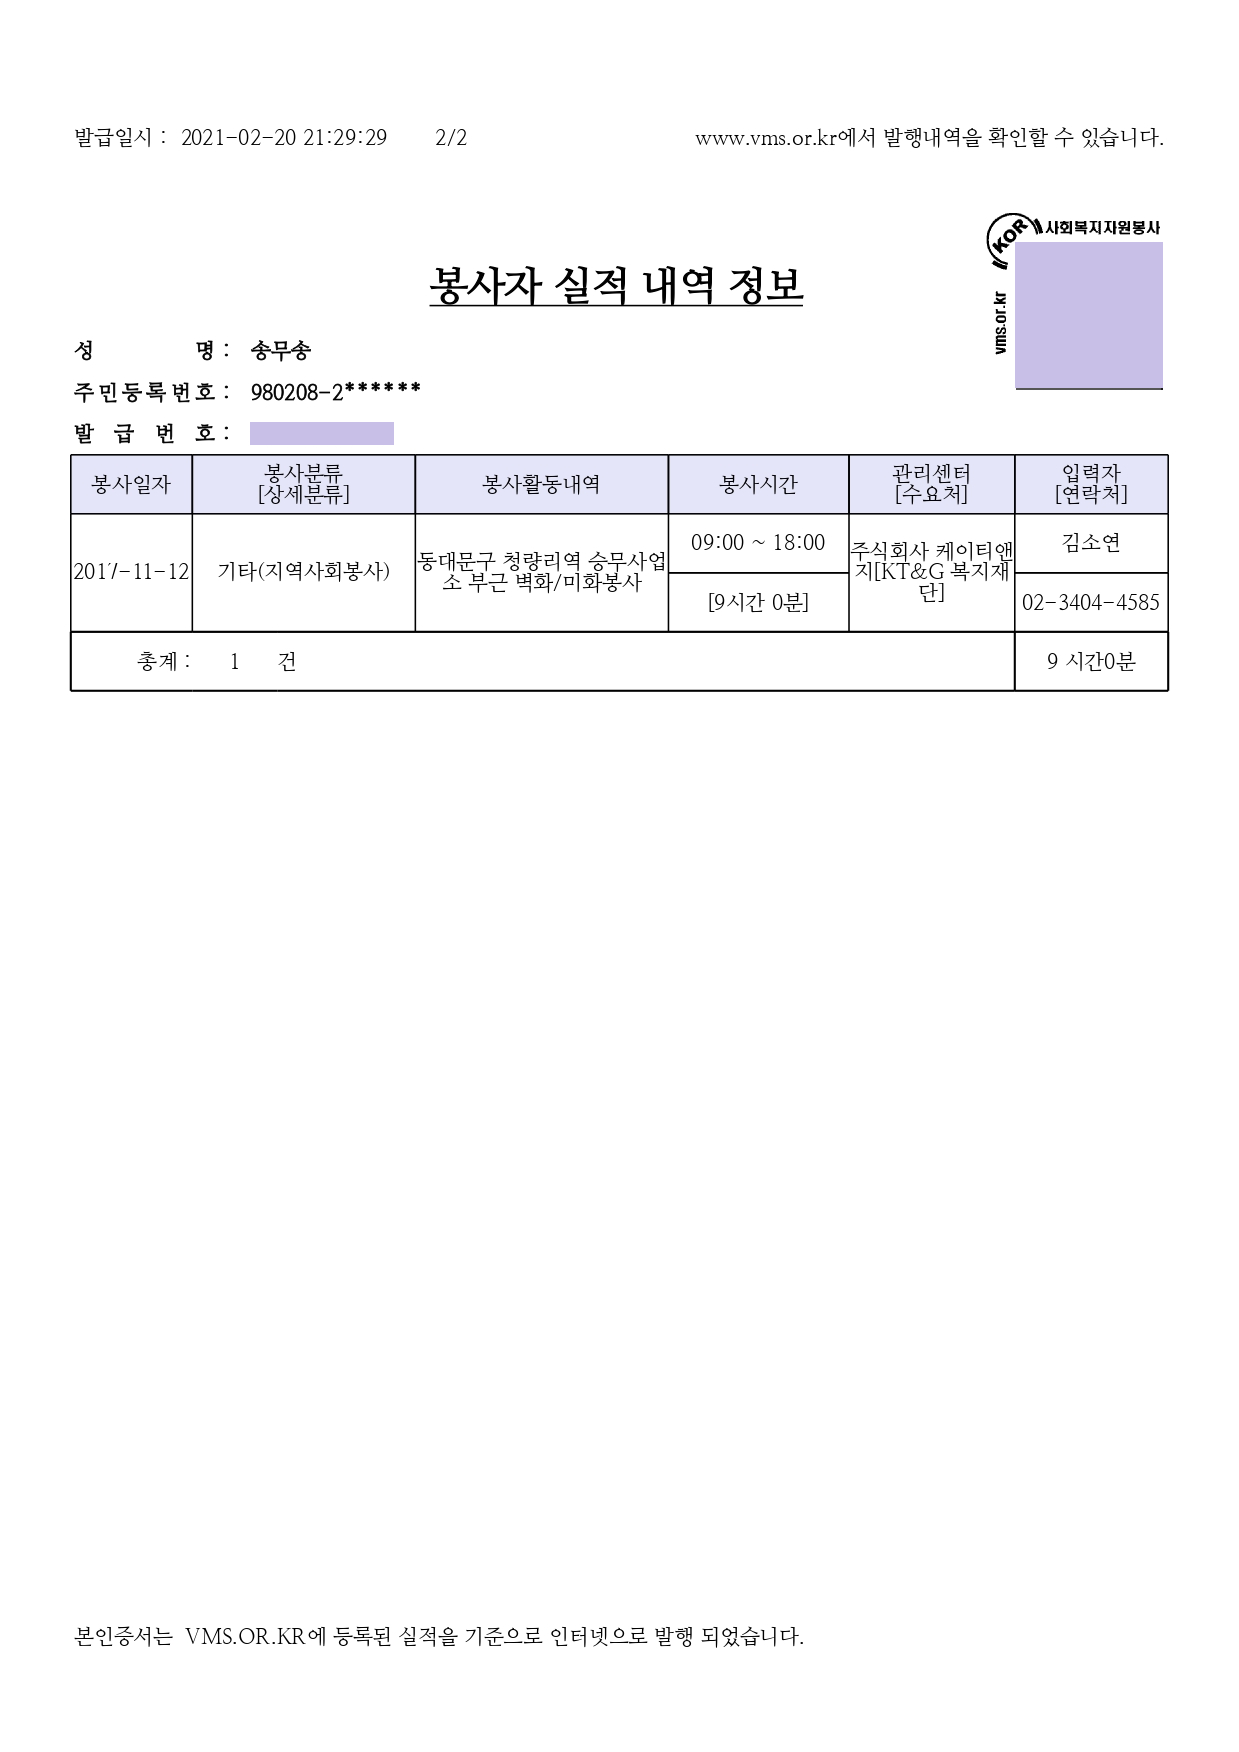 발급일시 : 2021-02-20 21:29:29 2/2 www.vms.or.kr에서 발행내역을 확인할 수 있습니다.
KOR 사회복지자원봉사
vms.or.kr
봉사자 실적 내역 정보
성 명 : 송무송
주민등록번호 : 980208-2******
발 급 번 호 :
봉사일자 봉사분류 봉사활동내역 봉사시간 관리센터 입력자
[상세분류] [수요처] [연락처]
2017-11-12
기타(지역사회봉사)
동대문구 청량리역 승무사업
소 부근 벽화/미화봉사
09:00 ~ 18:00
[9시간 0분]
주식회사 케이티앤
지[KT&G 복지재
단]
김소연
02-3404-4585
총계 : 1 건 9 시간0분
본인증서는 VMS.OR.KR에 등록된 실적을 기준으로 인터넷으로 발행 되었습니다.